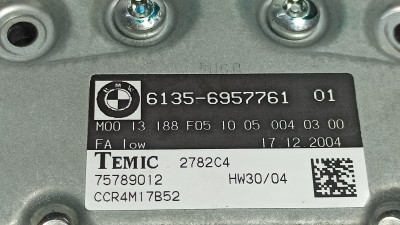 BMW
6135-6957761 01
M00 13 188 F05 10 05 004 03 00
FA low 17.12.2004
TEMIC 2782C4
75789012 HW30/04
CCR4M17B52